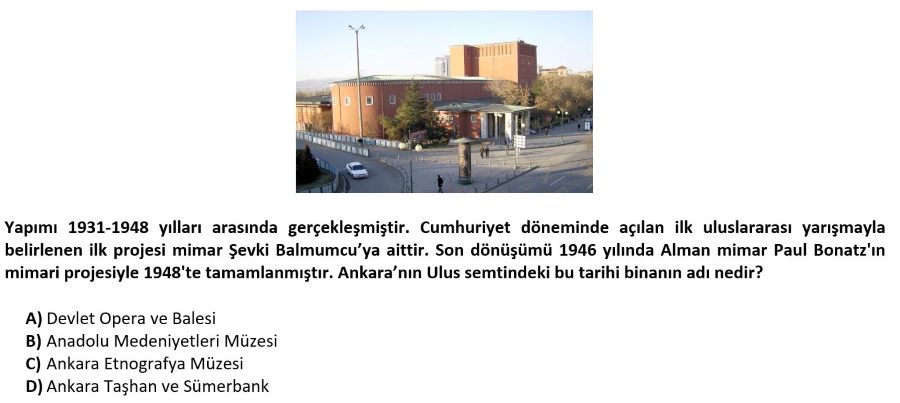 Yapımı 1931-1948 yılları arasında gerçekleşmiştir. Cumhuriyet döneminde açılan ilk uluslararası yarışmayla
belirlenen ilk projesi mimar Şevki Balmumcu’ya aittir. Son dönüşümü 1946 yılında Alman mimar Paul Bonatz'ın
mimari projesiyle 1948'te tamamlanmıştır. Ankara’nın Ulus semtindeki bu tarihi binanın adı nedir?
A) Devlet Opera ve Balesi
B) Anadolu Medeniyetleri Müzesi
C) Ankara Etnografya Müzesi
D) Ankara Taşhan ve Sümerbank